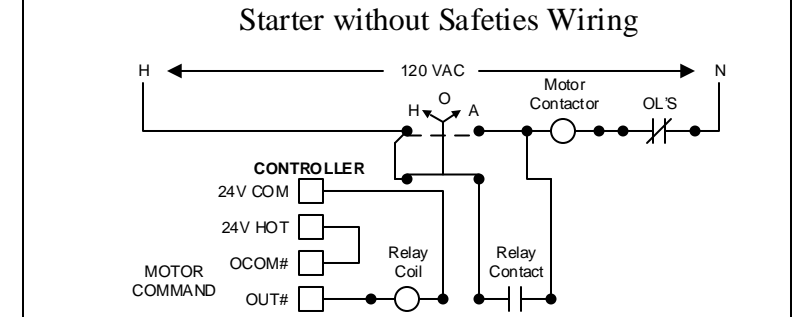 Starter without Safeties Wiring
H 120 VAC N
Motor
Contactor
OL'S
H O A
CONTROLLER
24V COM
24V HOT
OCOM#
MOTOR
COMMAND
OUT#
Relay
Coil
Relay
Contact